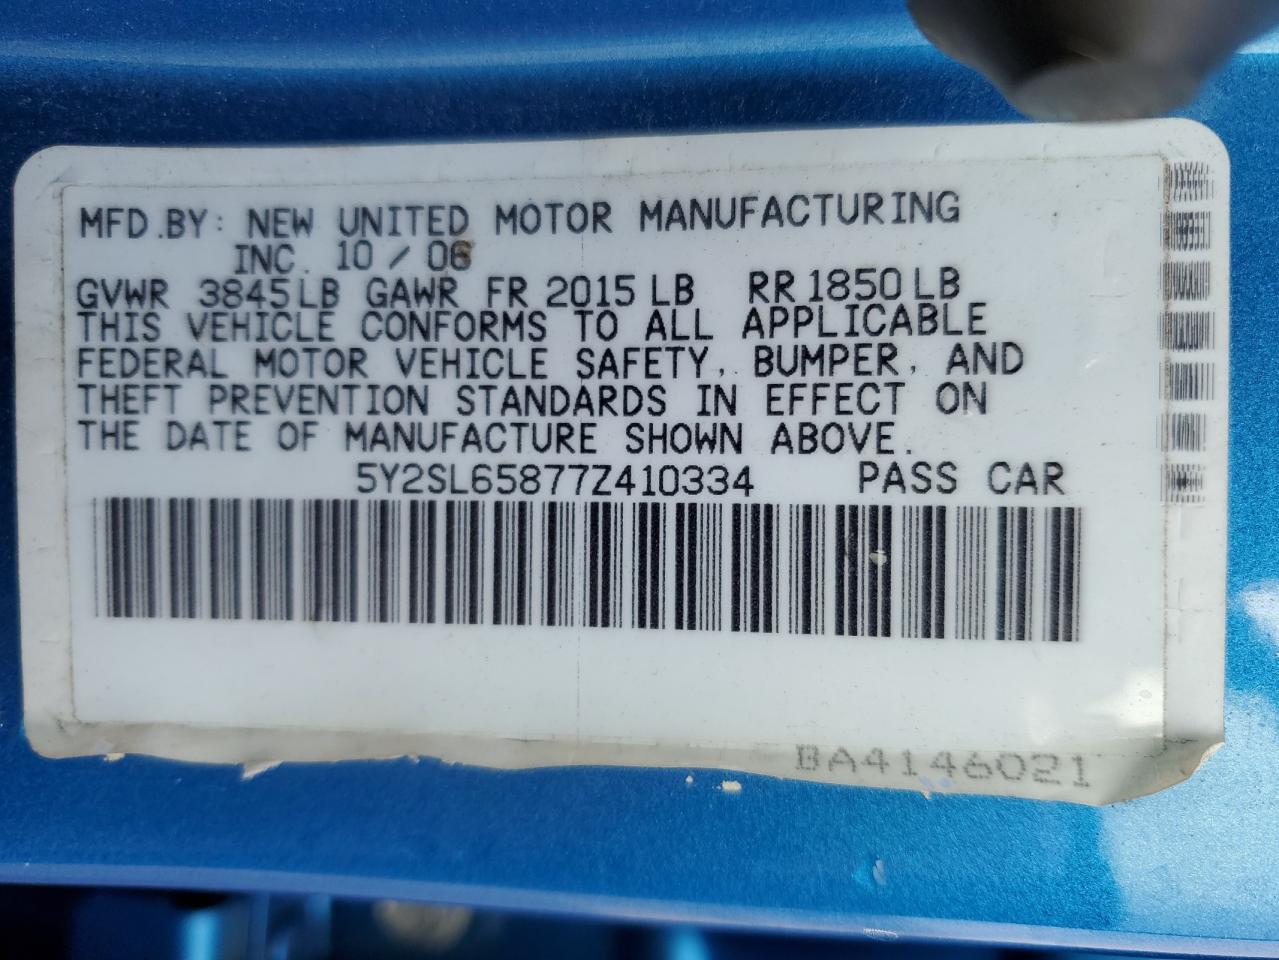 MFD.BY: NEW UNITED MOTOR MANUFACTURING
INC. 10 / 06
GVWR 3845LB GAWR FR 2015 LB RR 1850 LB
THIS VEHICLE CONFORMS TO ALL APPLICABLE
FEDERAL MOTOR VEHICLE SAFETY, BUMPER, AND
THEFT PREVENTION STANDARDS IN EFFECT ON
THE DATE OF MANUFACTURE SHOWN ABOVE.
5Y2SL65877Z410334 PASS CAR
BA4146021